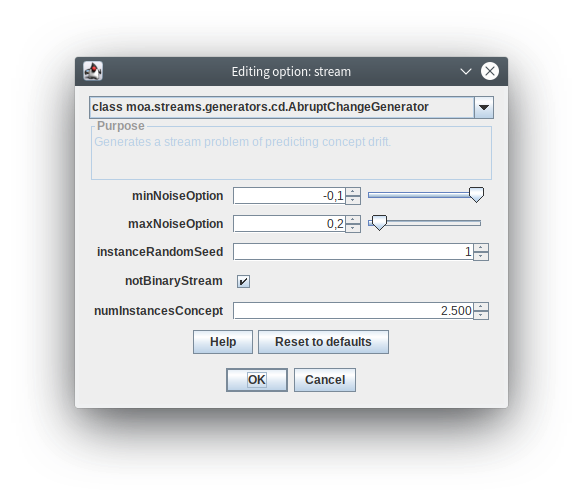 Editing option: stream
class moa.streams.generators.cd.AbruptChangeGenerator
Purpose
Generates a stream problem of predicting concept drift.
minNoiseOption -0,1
maxNoiseOption 0,2
instanceRandomSeed 1
notBinaryStream
numInstancesConcept 2.500
Help Reset to defaults
OK Cancel